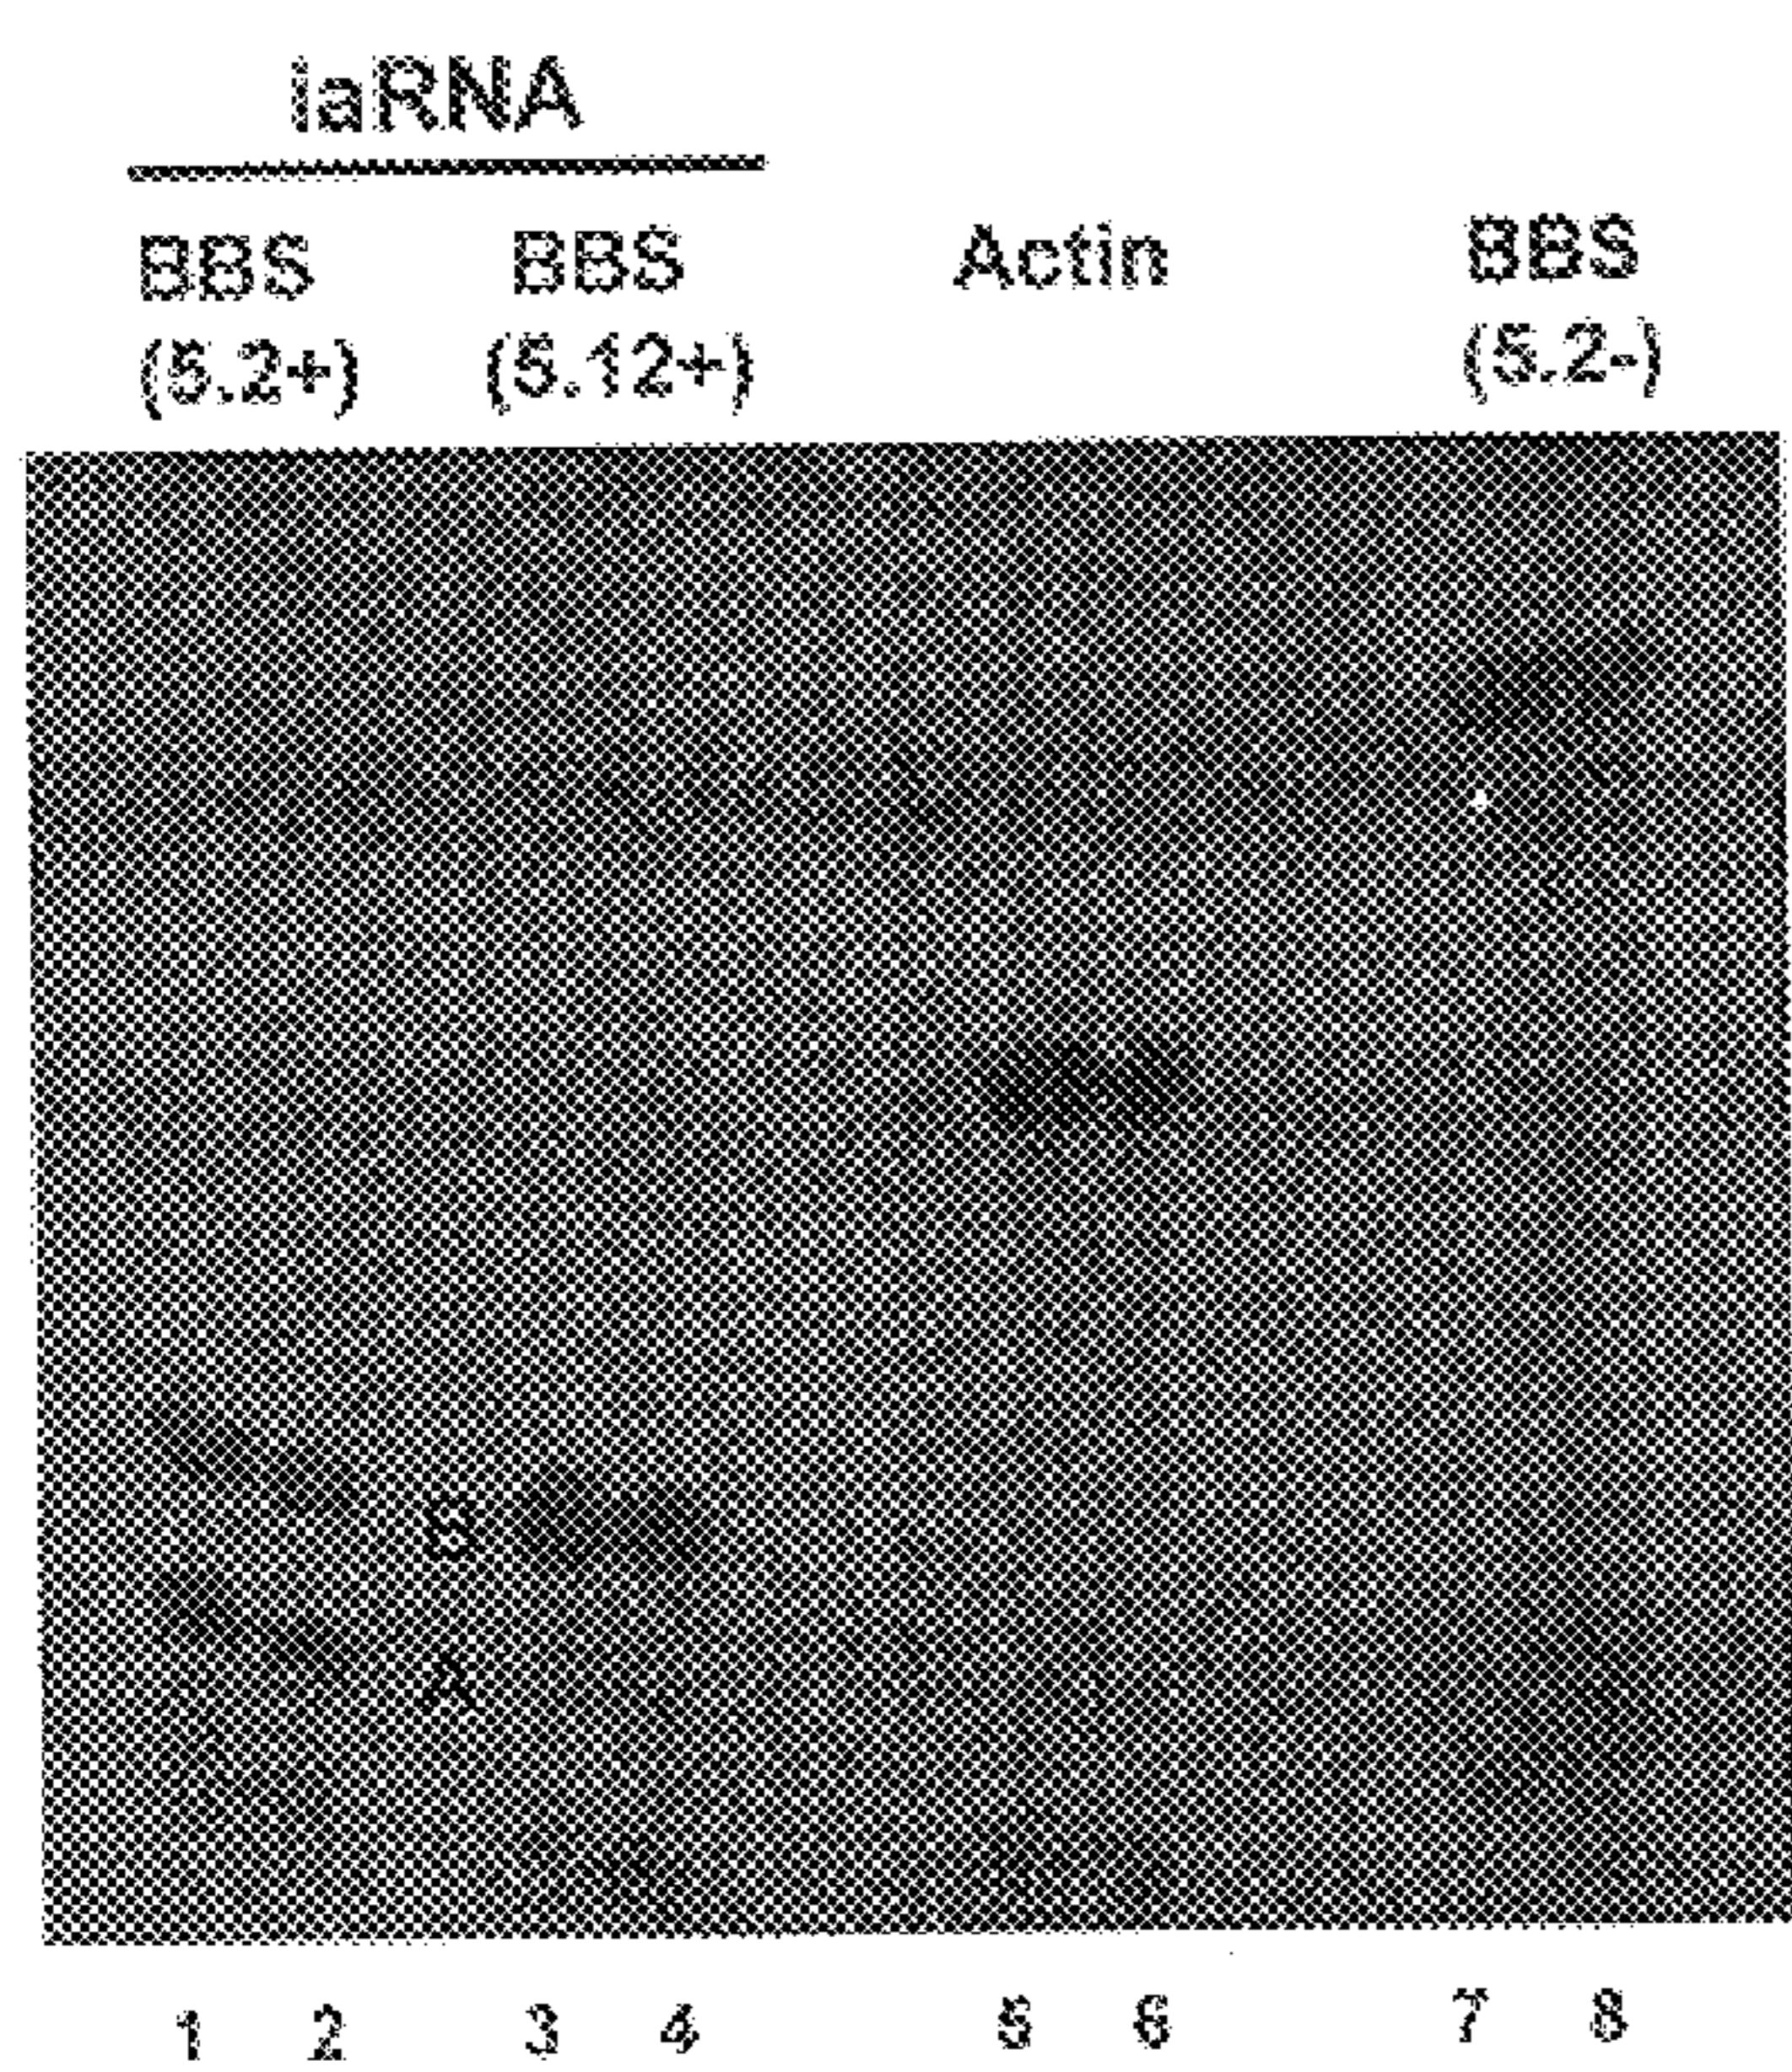 iaRNA
BBS BBS Actin BBS
(5.2+) (5.12+) (5.2-)
B
A
1 2 3 4 5 6 7 8